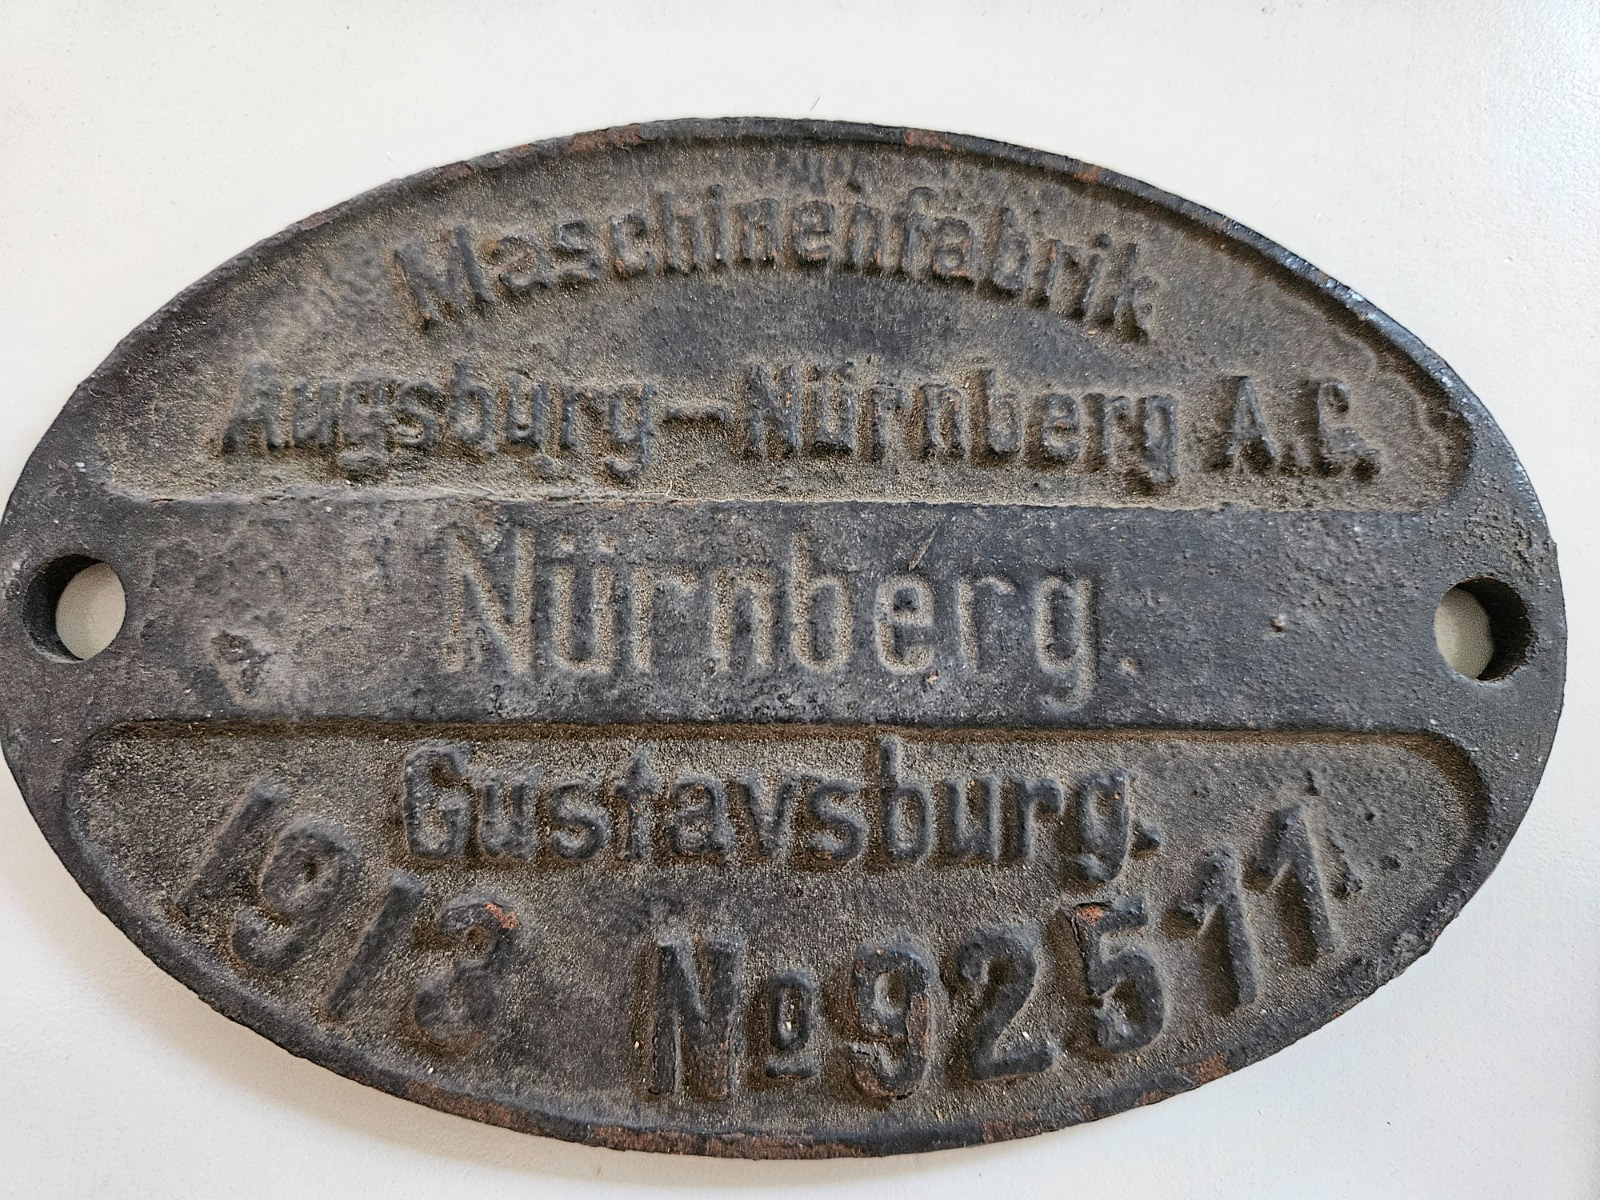 Maschinenfabrik
Augsburg-Nürnberg A.G.
Nürnberg.
Gustavsburg.
1913 No 92511.